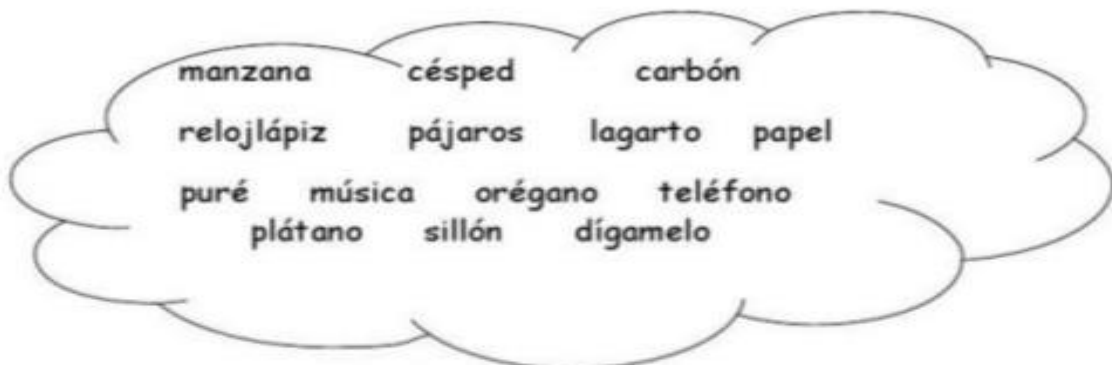 manzana césped carbón
relojlápiz pájaros lagarto papel
puré música orégano teléfono
plátano sillón dígamelo